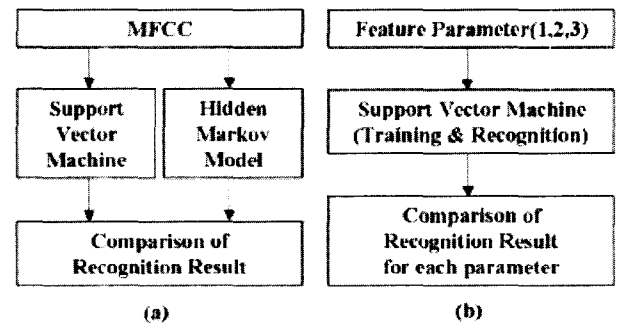 MFCC
Support
Vector
Machine
Hidden
Markov
Model
Comparison of
Recognition Result
(a)
Feature Parameter(1,2,3)
Support Vector Machine
(Training & Recognition)
Comparison of
Recognition Result
for each parameter
(b)